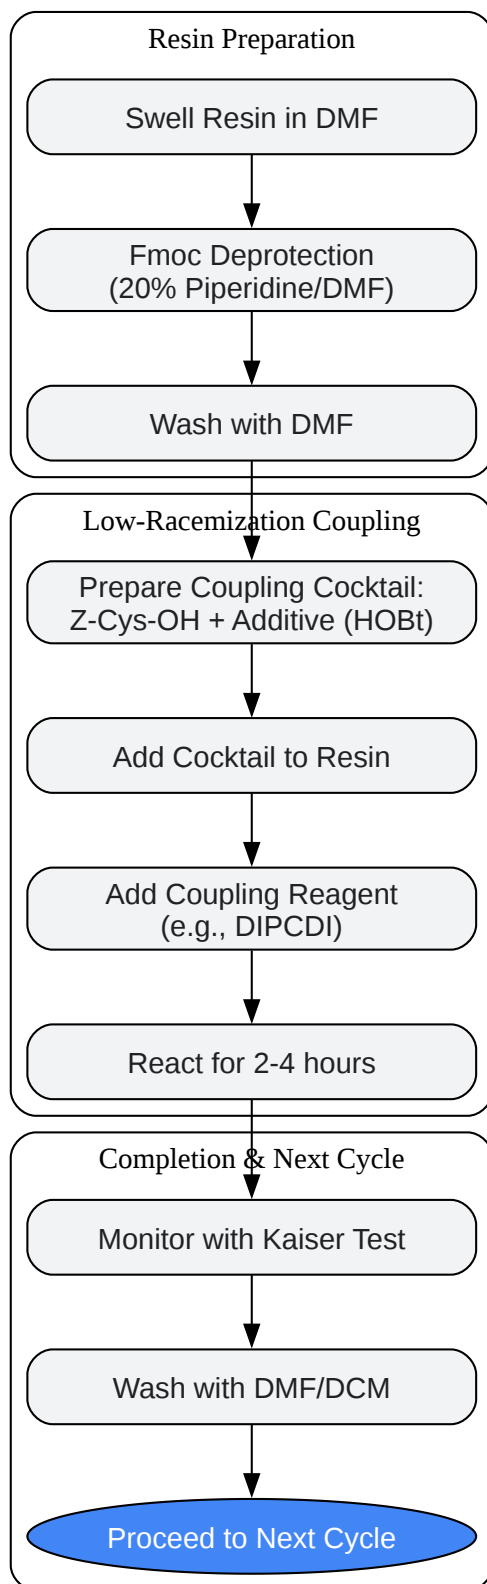 Resin Preparation
Swell Resin in DMF
Fmoc Deprotection
(20% Piperidine/DMF)
Wash with DMF
Low-Racemization Coupling
Prepare Coupling Cocktail:
Z-Cys-OH + Additive (HOBt)
Add Cocktail to Resin
Add Coupling Reagent
(e.g., DIPCDI)
React for 2-4 hours
Completion & Next Cycle
Monitor with Kaiser Test
Wash with DMF/DCM
Proceed to Next Cycle